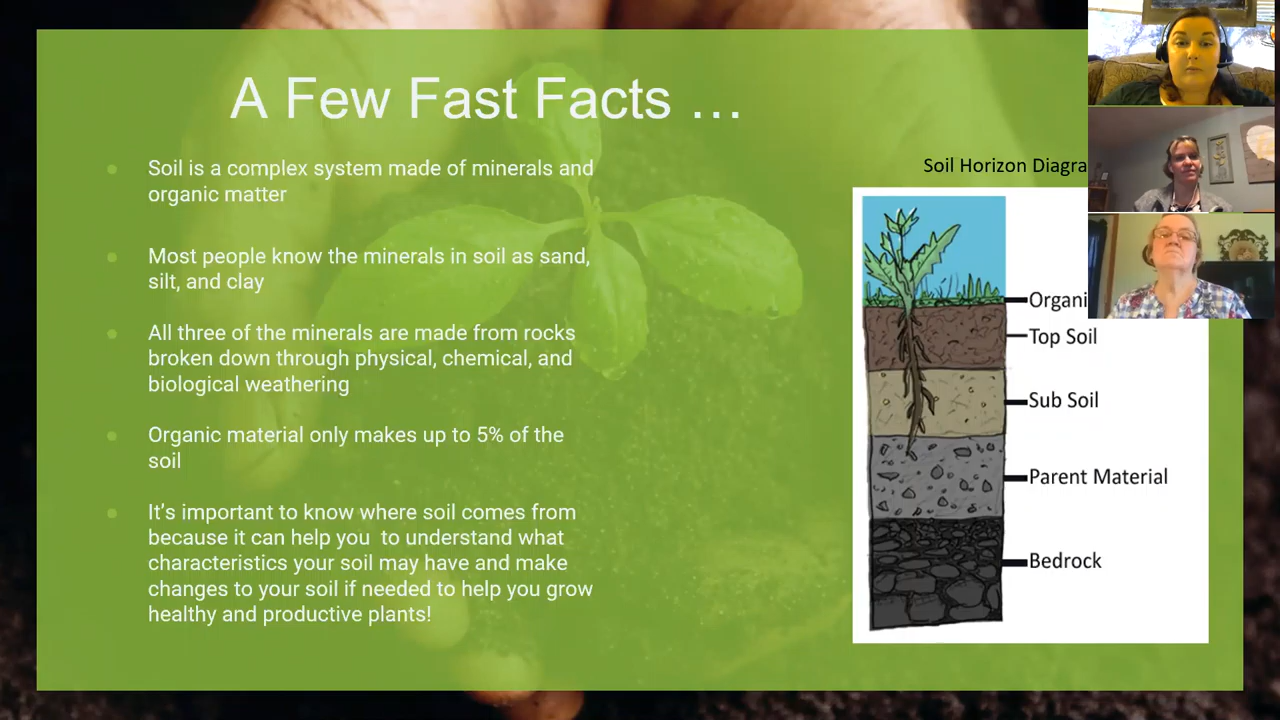 A Few Fast Facts …
Soil is a complex system made of minerals and
organic matter
Most people know the minerals in soil as sand,
silt, and clay
All three of the minerals are made from rocks
broken down through physical, chemical, and
biological weathering
Organic material only makes up to 5% of the
soil
It's important to know where soil comes from
because it can help you to understand what
characteristics your soil may have and make
changes to your soil if needed to help you grow
healthy and productive plants!
Soil Horizon Diagra
Organi
Top Soil
Sub Soil
Parent Material
Bedrock